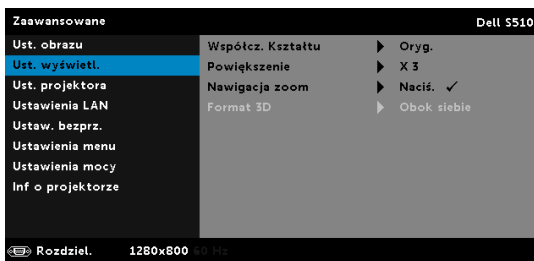 Zaawansowane Dell S510
Ust. obrazu
Ust. wyświetl.
Ust. projektora
Ustawienia LAN
Ustaw. bezprz.
Ustawienia menu
Ustawienia mocy
Inf o projektorze
Współcz. Kształtu Oryg.
Powiększenie X 3
Nawigacja zoom Naciś. ✓
Format 3D Obok siebie
Rozdziel. 1280x800 60 Hz